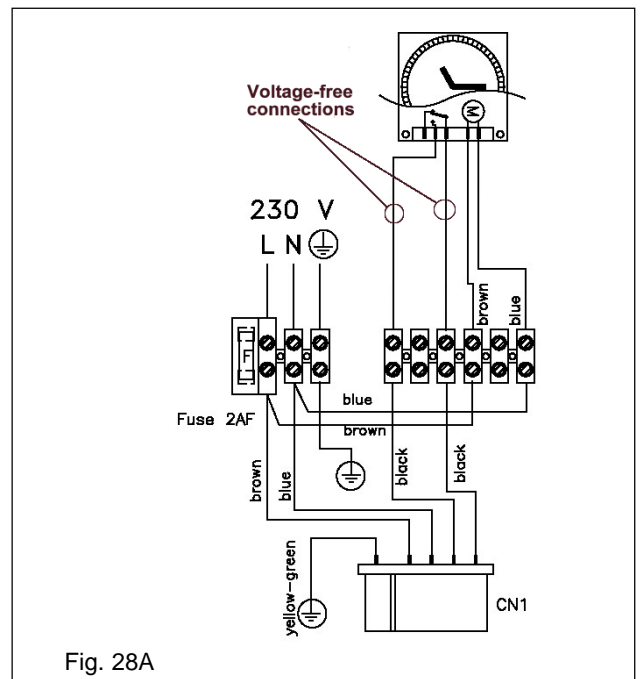 Voltage-free
connections
M
230 V
L N
brown
blue
F
Fuse 2AF
blue
brown
brown
blue
black
black
yellow-green
CN1
Fig. 28A